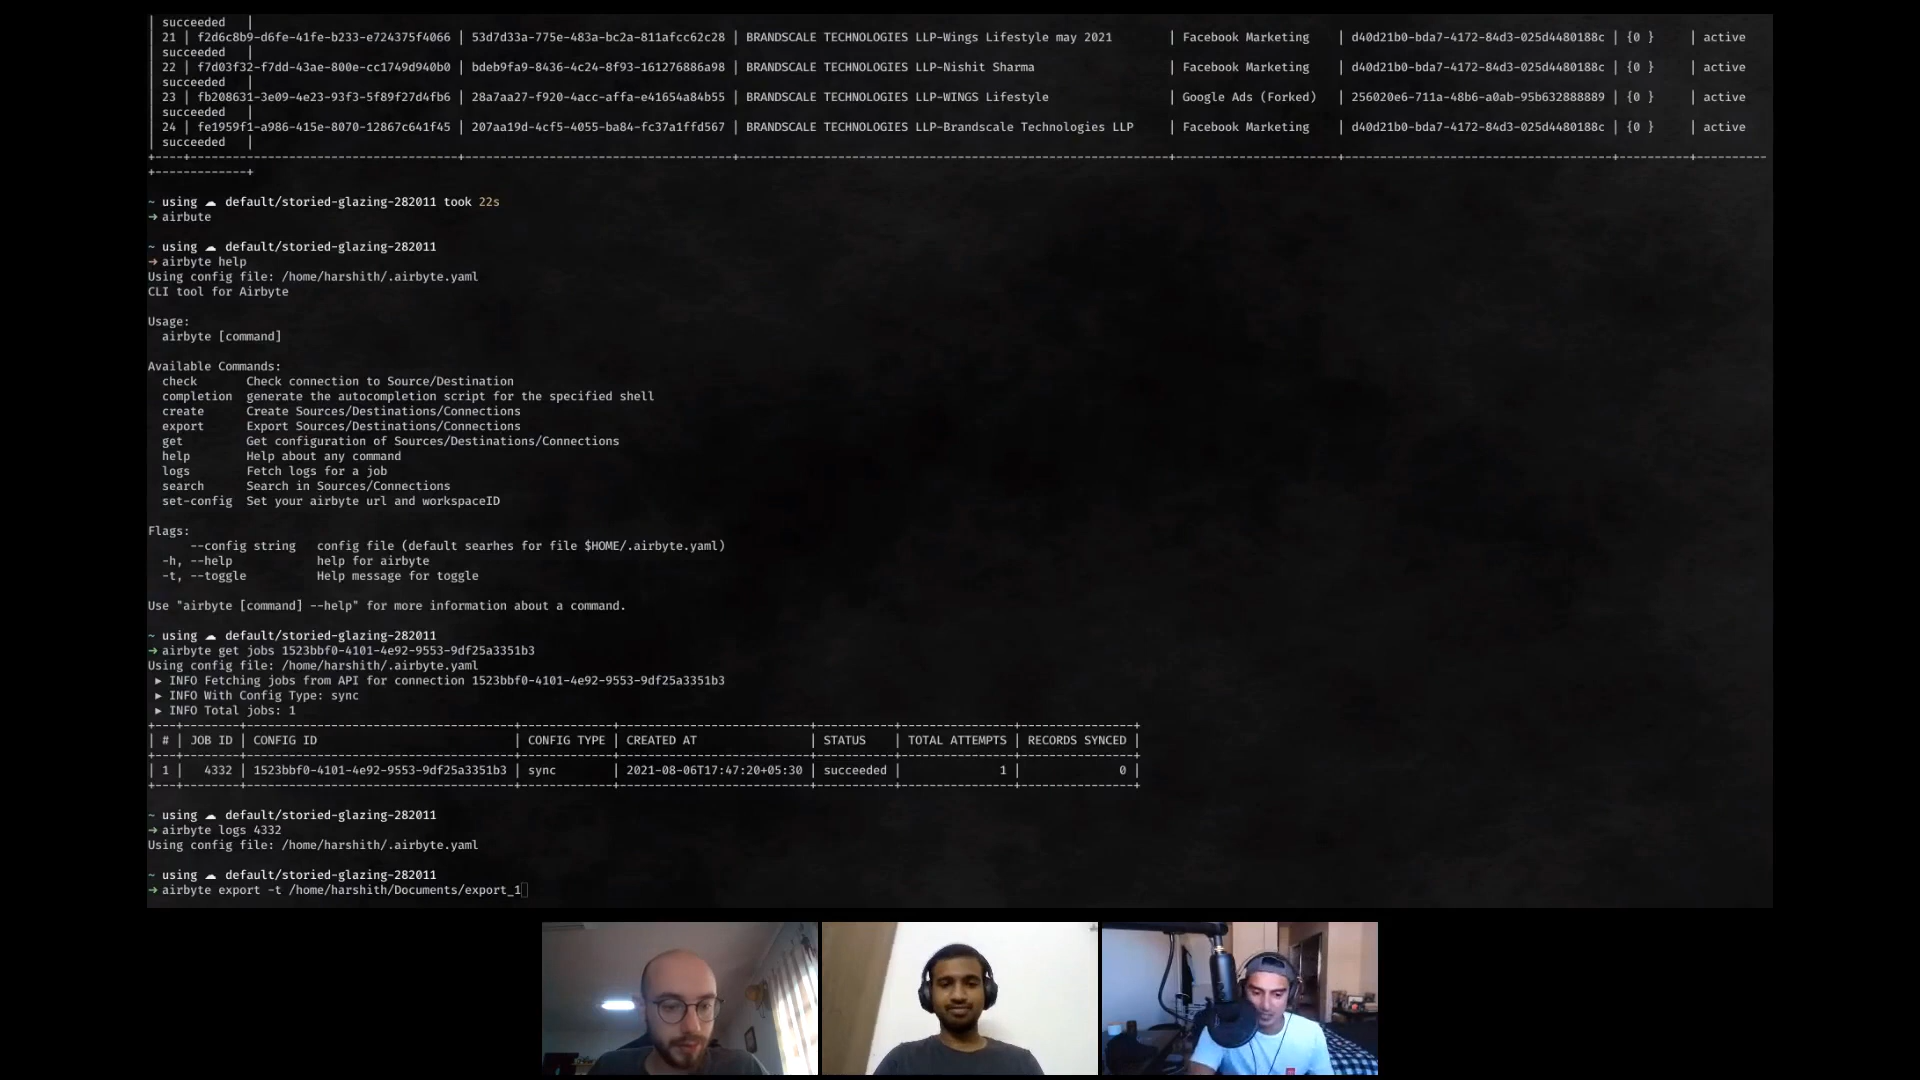 | succeeded |
| 21 | f2d6c8b9-d6fe-41fe-b233-e724375f4066 | 53d7d33a-775e-483a-bc2a-811afcc62c28 | BRANDSCALE TECHNOLOGIES LLP-Wings Lifestyle may 2021 | Facebook Marketing | d40d21b0-bda7-4172-84d3-025d4480188c | {0 } | active
| succeeded |
| 22 | f7d03f32-f7dd-43ae-800e-cc1749d940b0 | bdeb9fa9-8436-4c24-8f93-161276886a98 | BRANDSCALE TECHNOLOGIES LLP-Nishit Sharma | Facebook Marketing | d40d21b0-bda7-4172-84d3-025d4480188c | {0 } | active
| succeeded |
| 23 | fb208631-3e09-4e23-93f3-5f89f27d4fb6 | 28a7aa27-f920-4acc-affa-e41654a84b55 | BRANDSCALE TECHNOLOGIES LLP-WINGS Lifestyle | Google Ads (Forked) | 256020e6-711a-48b6-a0ab-95b632888889 | {0 } | active
| succeeded |
| 24 | fe1959f1-a986-415e-8070-12867c641f45 | 207aa19d-4cf5-4055-ba84-fc37a1ffd567 | BRANDSCALE TECHNOLOGIES LLP-Brandscale Technologies LLP | Facebook Marketing | d40d21b0-bda7-4172-84d3-025d4480188c | {0 } | active
| succeeded |
~ using ☁ default/storied-glazing-282011 took 22s
➜ airbute
~ using ☁ default/storied-glazing-282011
➜ airbyte help
Using config file: /home/harshith/.airbyte.yaml
CLI tool for Airbyte
Usage:
airbyte [command]
Available Commands:
check Check connection to Source/Destination
completion generate the autocompletion script for the specified shell
create Create Sources/Destinations/Connections
export Export Sources/Destinations/Connections
get Get configuration of Sources/Destinations/Connections
help Help about any command
logs Fetch logs for a job
search Search in Sources/Connections
set-config Set your airbyte url and workspaceID
Flags:
--config string config file (default searhes for file $HOME/.airbyte.yaml)
-h, --help help for airbyte
-t, --toggle Help message for toggle
Use "airbyte [command] --help" for more information about a command.
~ using ☁ default/storied-glazing-282011
➜ airbyte get jobs 1523bbf0-4101-4e92-9553-9df25a3351b3
Using config file: /home/harshith/.airbyte.yaml
▶ INFO Fetching jobs from API for connection 1523bbf0-4101-4e92-9553-9df25a3351b3
▶ INFO With Config Type: sync
▶ INFO Total jobs: 1
| # | JOB ID | CONFIG ID | CONFIG TYPE | CREATED AT | STATUS | TOTAL ATTEMPTS | RECORDS SYNCED |
| 1 | 4332 | 1523bbf0-4101-4e92-9553-9df25a3351b3 | sync | 2021-08-06T17:47:20+05:30 | succeeded | 1 | 0 |
~ using ☁ default/storied-glazing-282011
➜ airbyte logs 4332
Using config file: /home/harshith/.airbyte.yaml
~ using ☁ default/storied-glazing-282011
➜ airbyte export -t /home/harshith/Documents/export_1